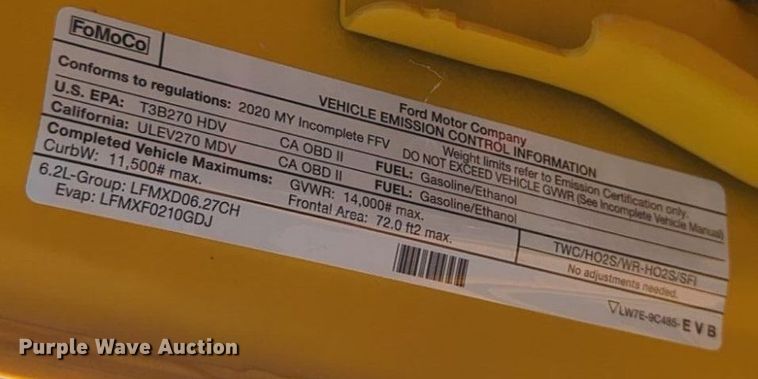 FoMoCo
Ford Motor Company
VEHICLE EMISSION CONTROL INFORMATION
Conforms to regulations: 2020 MY Incomplete FFV
Weight limits refer to Emission Certification only.
DO NOT EXCEED VEHICLE GVWR (See Incomplete Vehicle Manual)
U.S. EPA: T3B270 HDV CA OBD II FUEL: Gasoline/Ethanol
California: ULEV270 MDV CA OBD II FUEL: Gasoline/Ethanol
Completed Vehicle Maximums: GVWR: 14,000# max.
CurbW: 11,500# max. Frontal Area: 72.0 ft2 max.
6.2L-Group: LFMXD06.27CH
Evap: LFMXF0210GDJ
TWC/HO2S/WR-HO2S/SFI
No adjustments needed.
LW7E-9C485-EVB
Purple Wave Auction